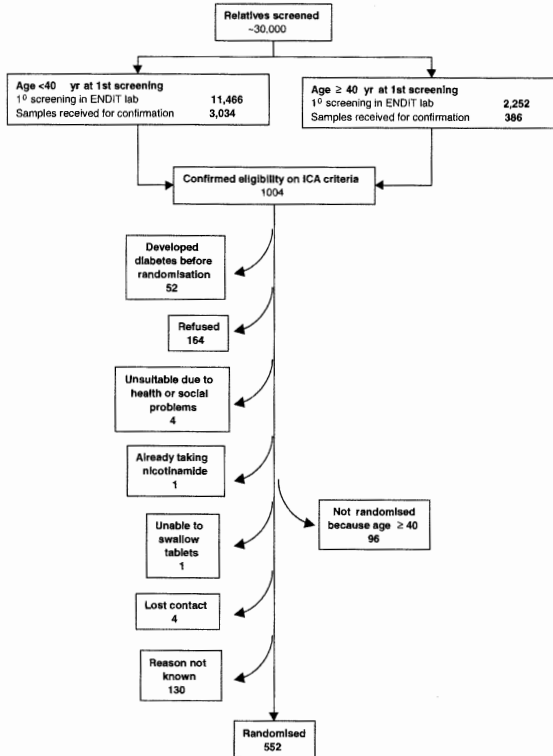 Relatives screened
~30,000
Age <40 yr at 1st screening
1º screening in ENDIT lab 11,466
Samples received for confirmation 3,034
Age ≥ 40 yr at 1st screening
1º screening in ENDIT lab 2,252
Samples received for confirmation 386
Confirmed eligibility on ICA criteria
1004
Developed
diabetes before
randomisation
52
Refused
164
Unsuitable due to
health or social
problems
4
Already taking
nicotinamide
1
Not randomised
because age ≥ 40
96
Unable to
swallow
tablets
1
Lost contact
4
Reason not
known
130
Randomised
552